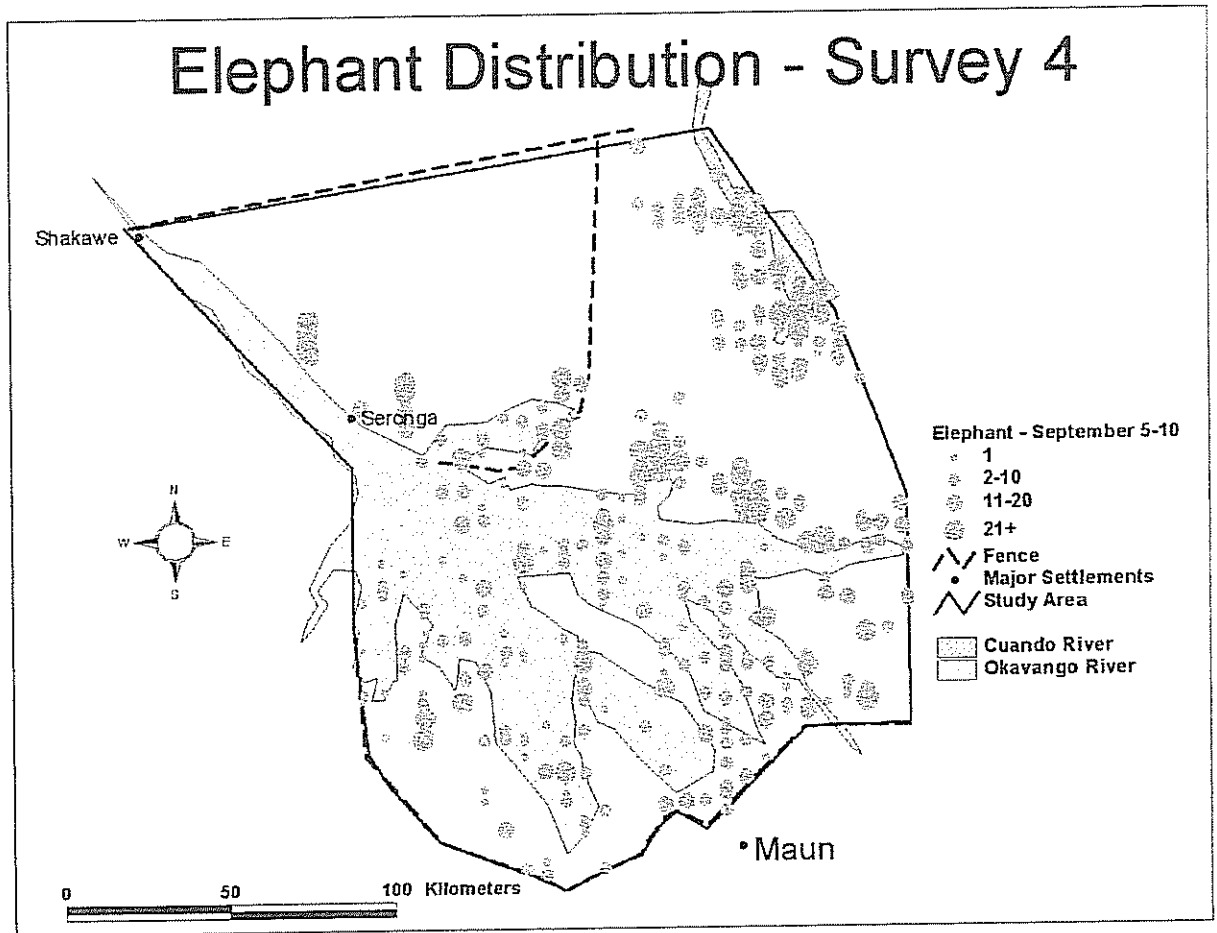 Elephant Distribution - Survey 4
Shakawe
Seronga
Elephant - September 5-10
1
2-10
11-20
21+
Fence
Major Settlements
Study Area
Cuando River
Okavango River
N
W E
S
Maun
0 50 100 Kilometers